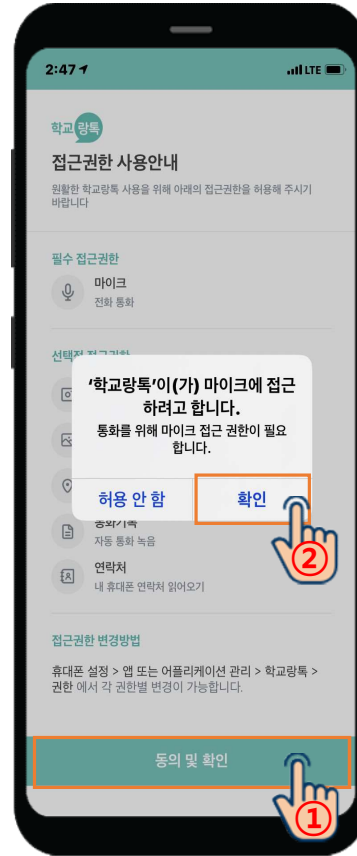 2:47
LTE
학교 랑톡
접근권한 사용안내
원활한 학교랑톡 사용을 위해 아래의 접근권한을 허용해 주시기
바랍니다
필수 접근권한
마이크
전화 통화
선택적 접근권한
'학교랑톡'이(가) 마이크에 접근
하려고 합니다.
통화를 위해 마이크 접근 권한이 필요
합니다.
허용 안 함
확인
②
통화기록
자동 통화 녹음
연락처
내 휴대폰 연락처 읽어오기
접근권한 변경방법
휴대폰 설정 > 앱 또는 어플리케이션 관리 > 학교랑톡 >
권한 에서 각 권한별 변경이 가능합니다.
동의 및 확인
①